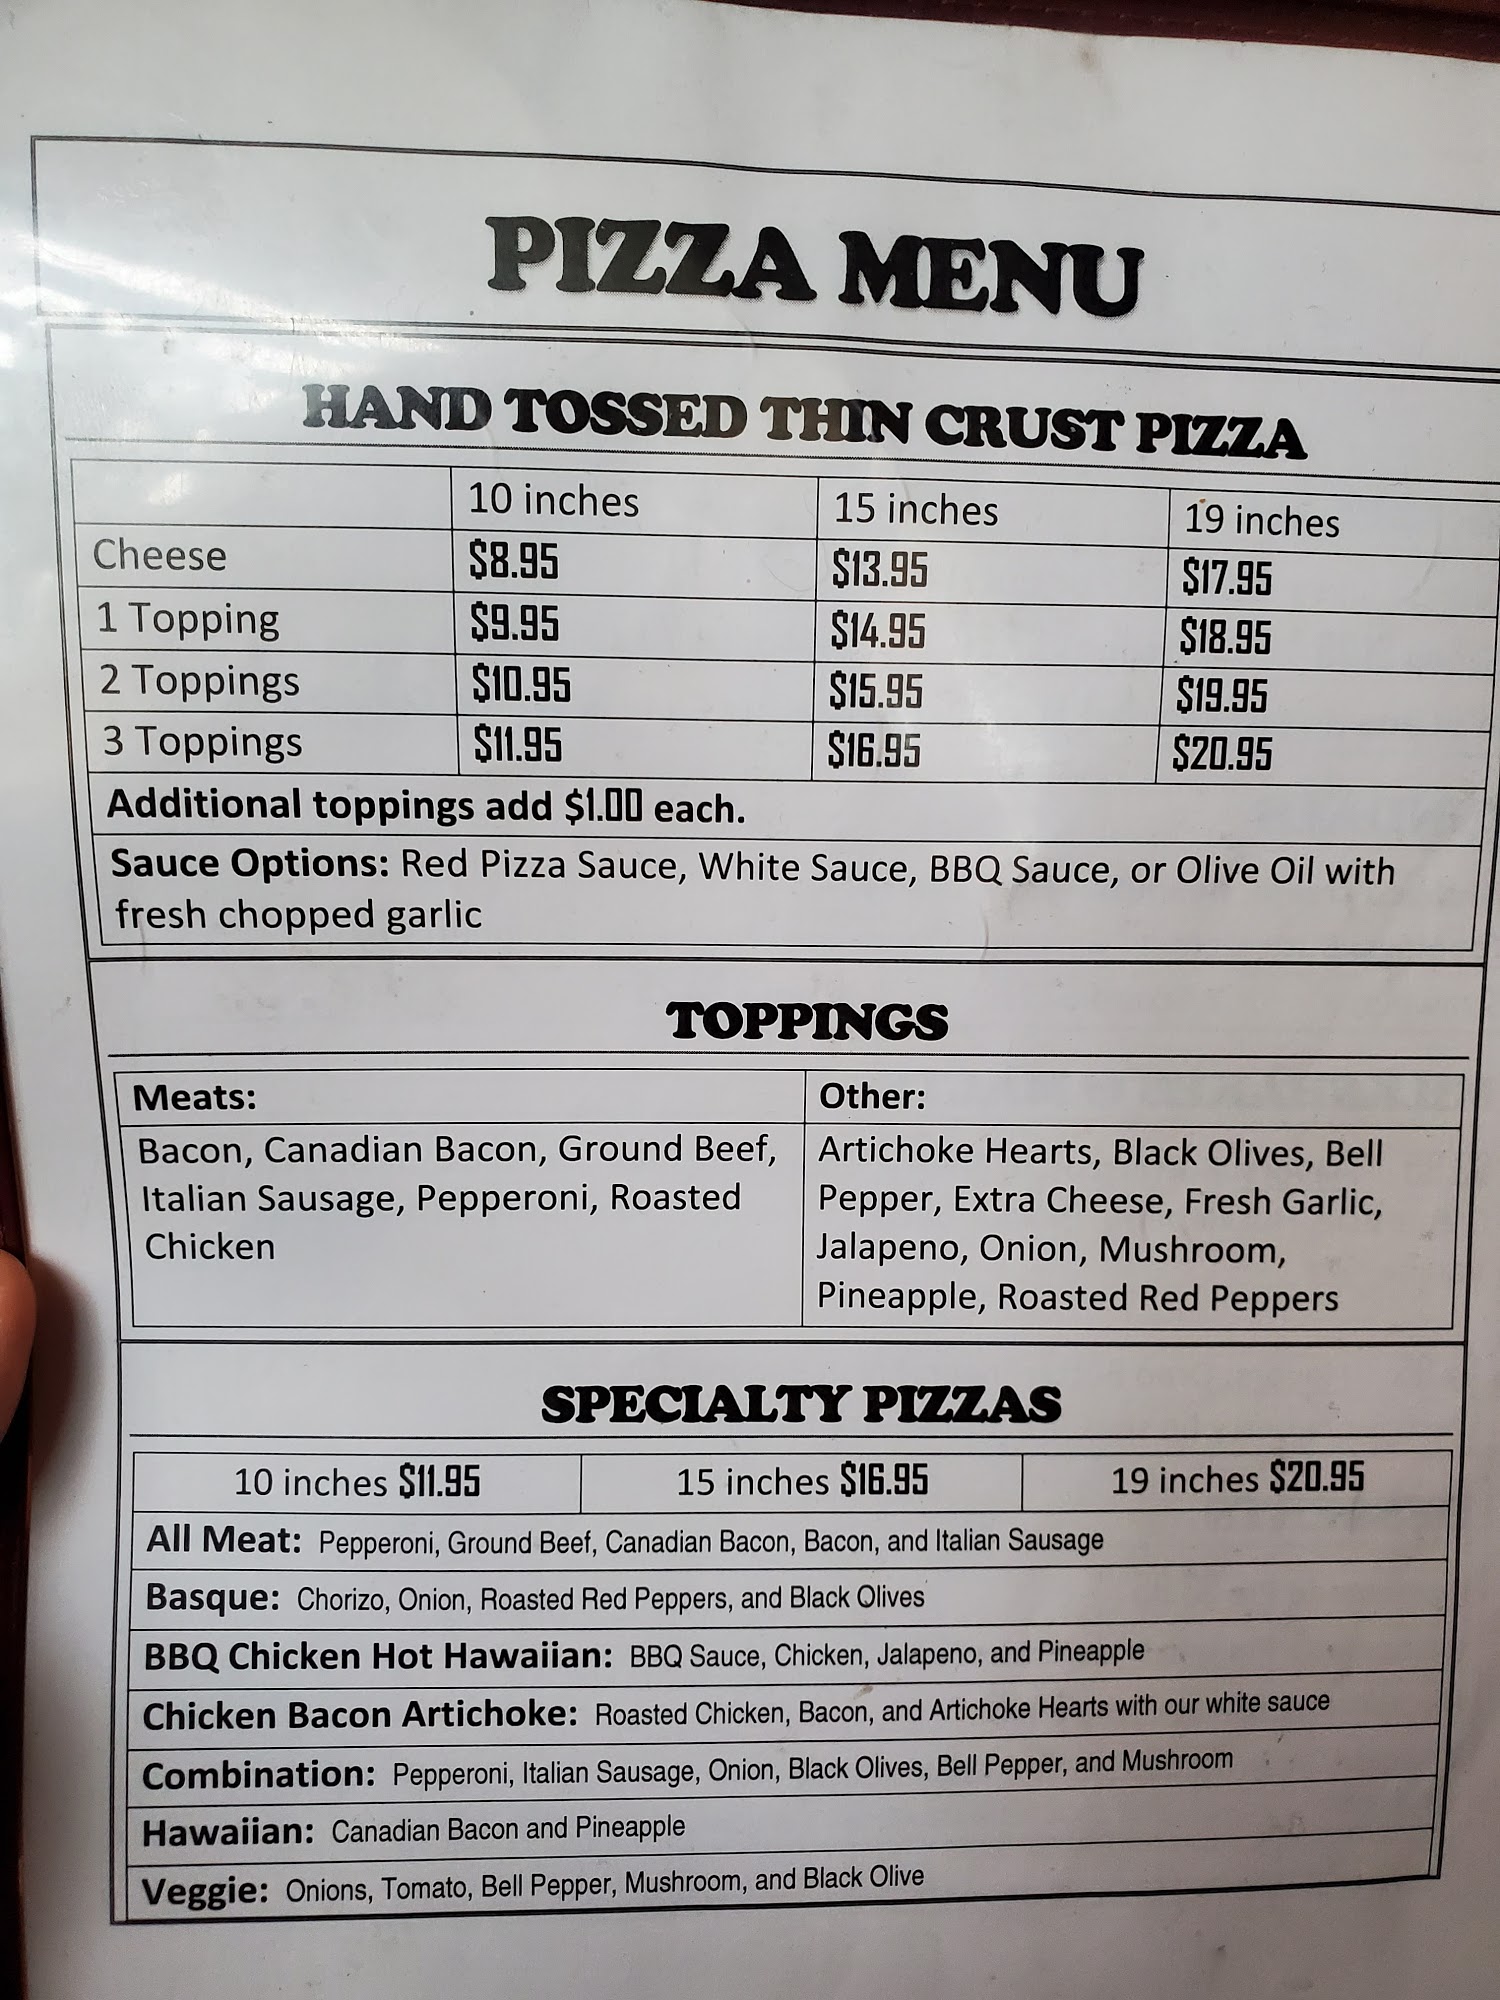 PIZZA MENU
HAND TOSSED THIN CRUST PIZZA
10 inches 15 inches 19 inches
Cheese $8.95 $13.95 $17.95
1 Topping $9.95 $14.95 $18.95
2 Toppings $10.95 $15.95 $19.95
3 Toppings $11.95 $16.95 $20.95
Additional toppings add $1.00 each.
Sauce Options: Red Pizza Sauce, White Sauce, BBQ Sauce, or Olive Oil with
fresh chopped garlic
TOPPINGS
Meats:
Bacon, Canadian Bacon, Ground Beef,
Italian Sausage, Pepperoni, Roasted
Chicken
Other:
Artichoke Hearts, Black Olives, Bell
Pepper, Extra Cheese, Fresh Garlic,
Jalapeno, Onion, Mushroom,
Pineapple, Roasted Red Peppers
SPECIALTY PIZZAS
10 inches $11.95 15 inches $16.95 19 inches $20.95
All Meat: Pepperoni, Ground Beef, Canadian Bacon, Bacon, and Italian Sausage
Basque: Chorizo, Onion, Roasted Red Peppers, and Black Olives
BBQ Chicken Hot Hawaiian: BBQ Sauce, Chicken, Jalapeno, and Pineapple
Chicken Bacon Artichoke: Roasted Chicken, Bacon, and Artichoke Hearts with our white sauce
Combination: Pepperoni, Italian Sausage, Onion, Black Olives, Bell Pepper, and Mushroom
Hawaiian: Canadian Bacon and Pineapple
Veggie: Onions, Tomato, Bell Pepper, Mushroom, and Black Olive